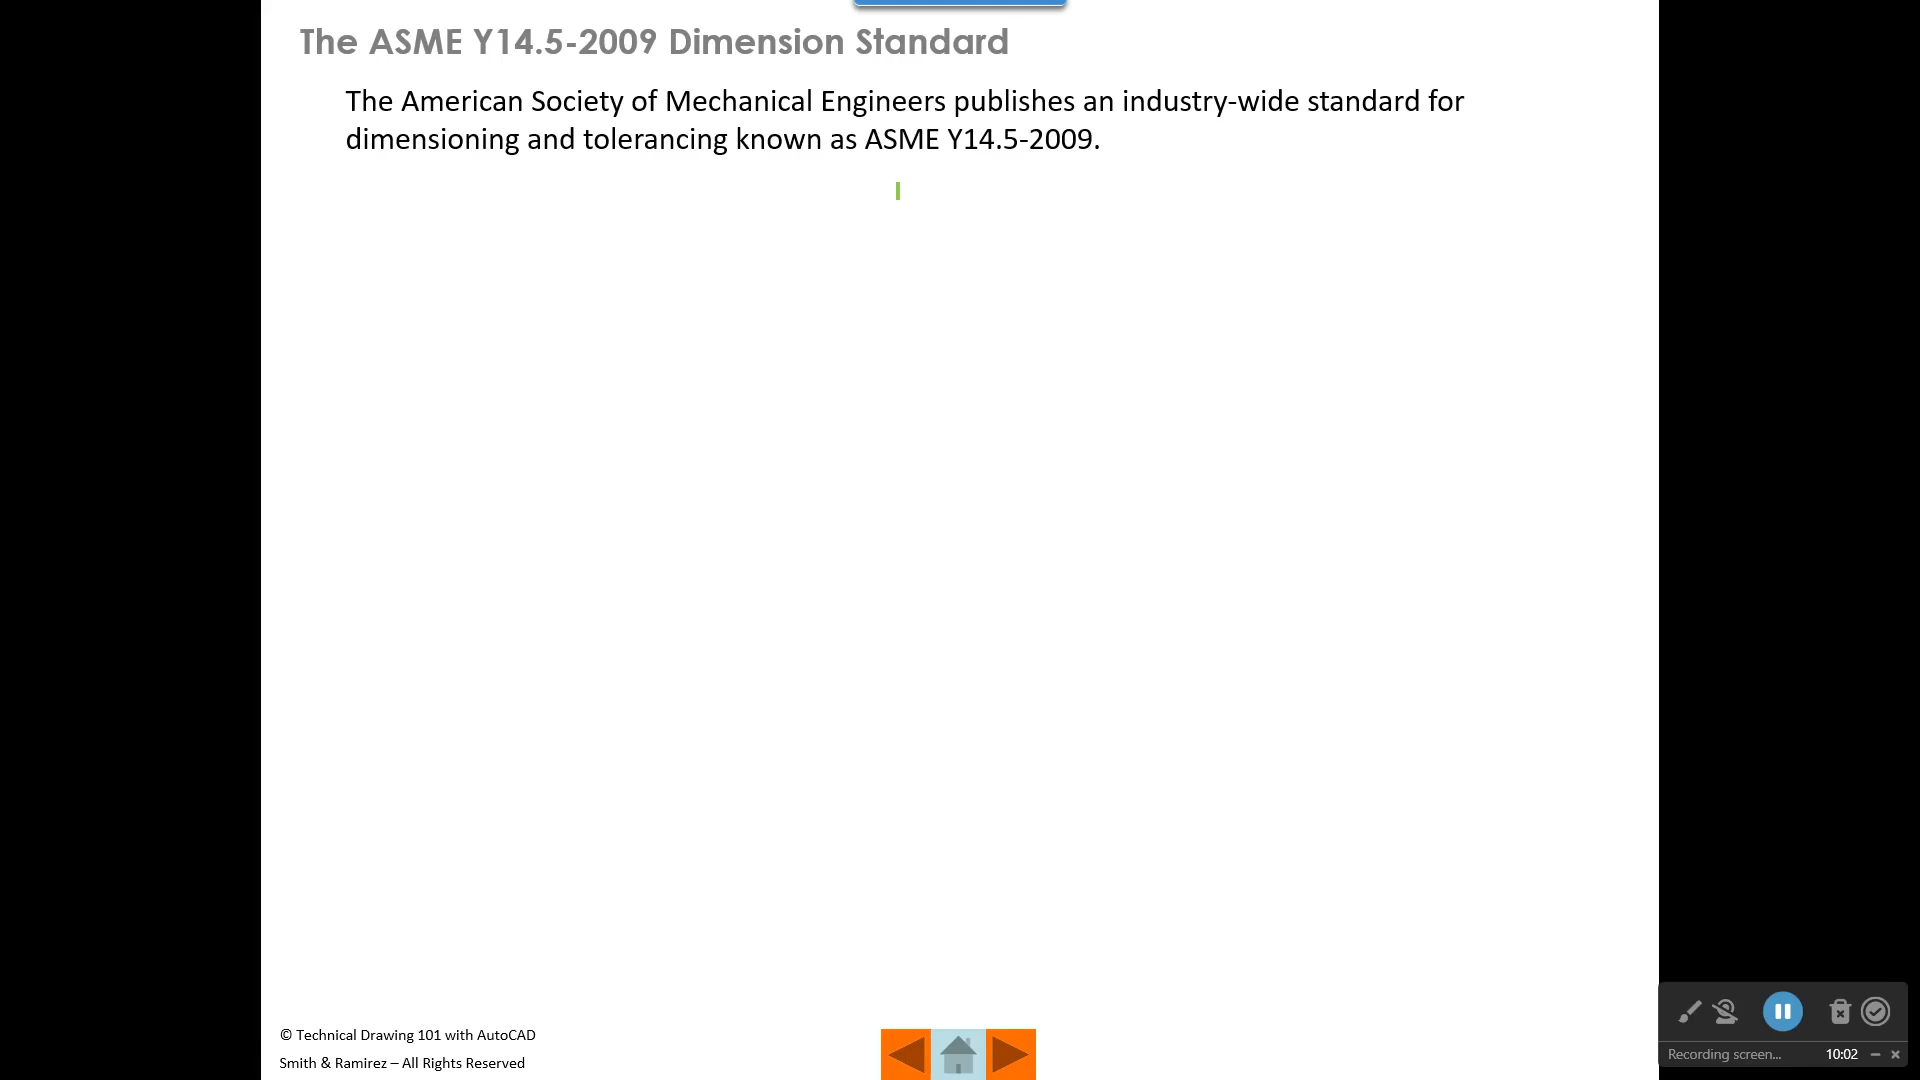 The ASME Y14.5-2009 Dimension Standard
The American Society of Mechanical Engineers publishes an industry-wide standard for
dimensioning and tolerancing known as ASME Y14.5-2009.
© Technical Drawing 101 with AutoCAD
Smith & Ramirez – All Rights Reserved
Recording screen... 10:02